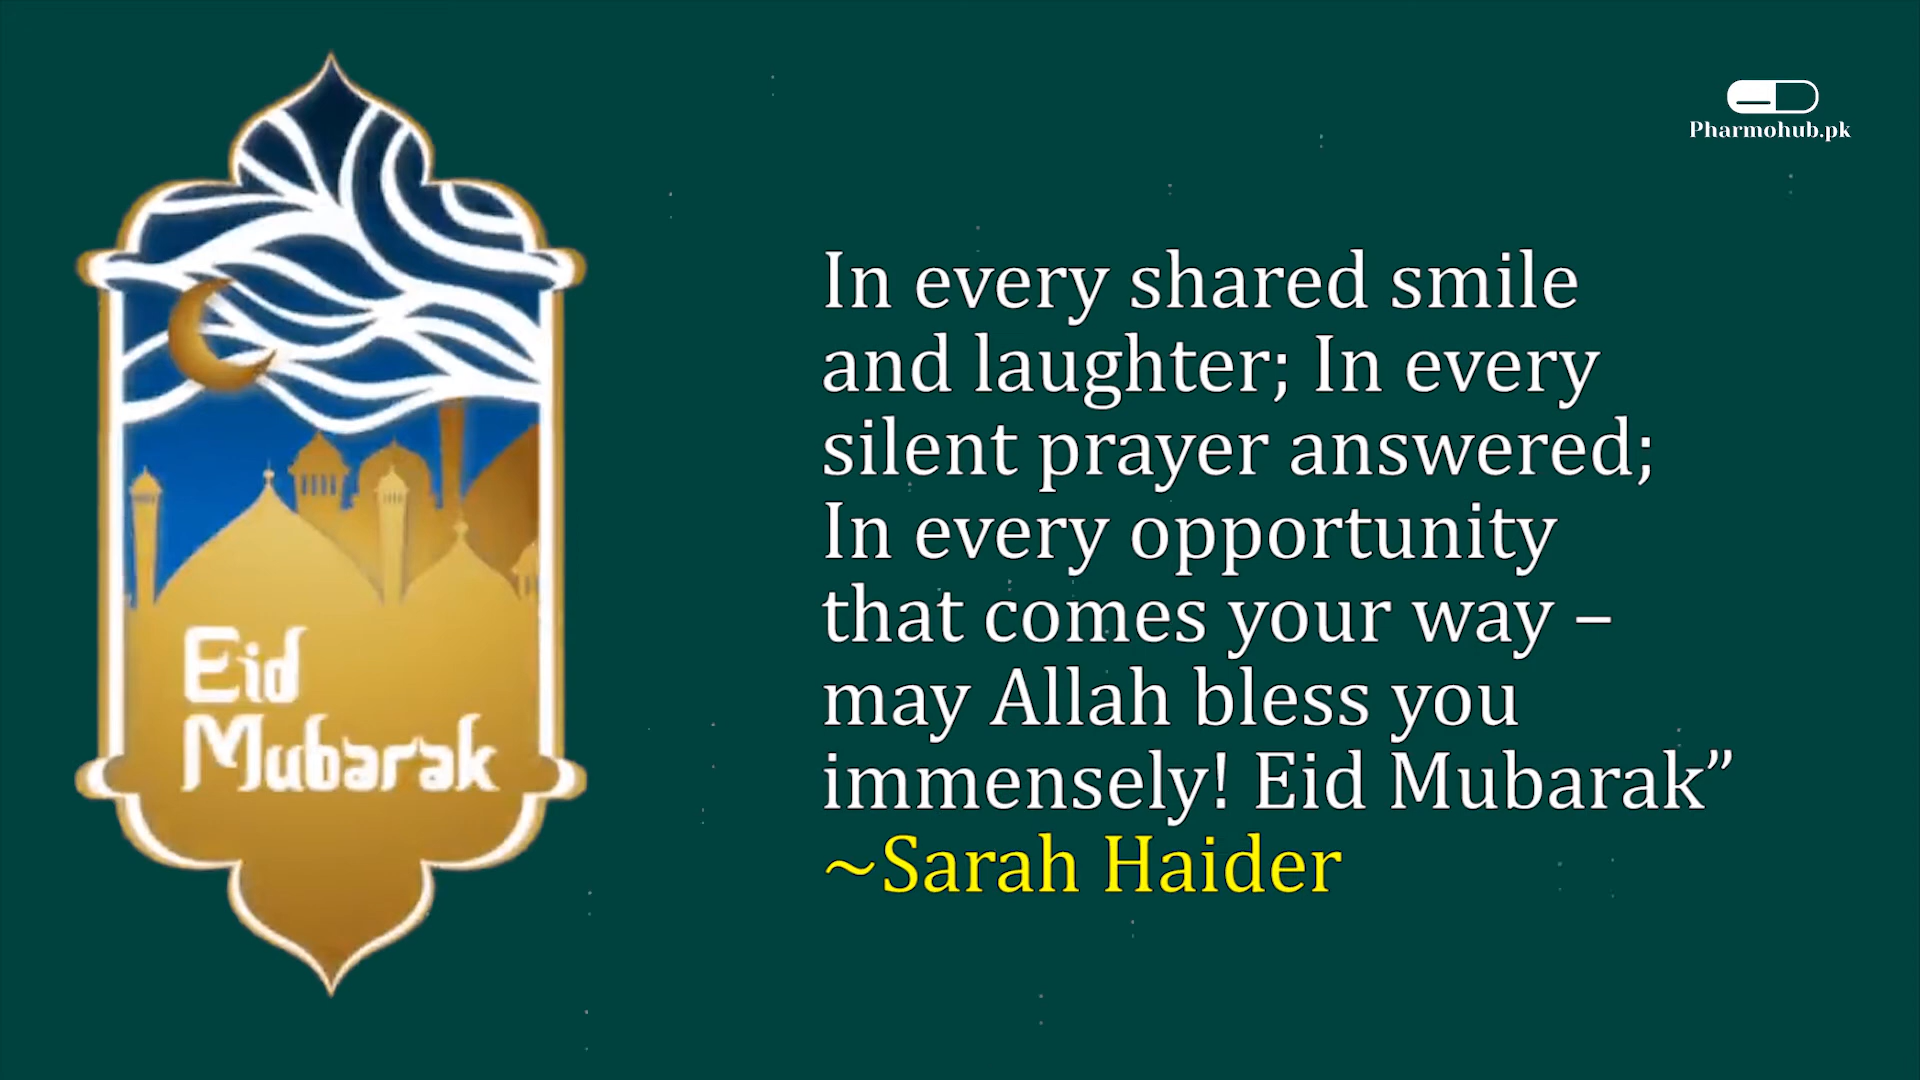 Pharmohub.pk
In every shared smile
and laughter; In every
silent prayer answered;
In every opportunity
that comes your way –
may Allah bless you
immensely! Eid Mubarak”
~Sarah Haider
Eid
Mubarak